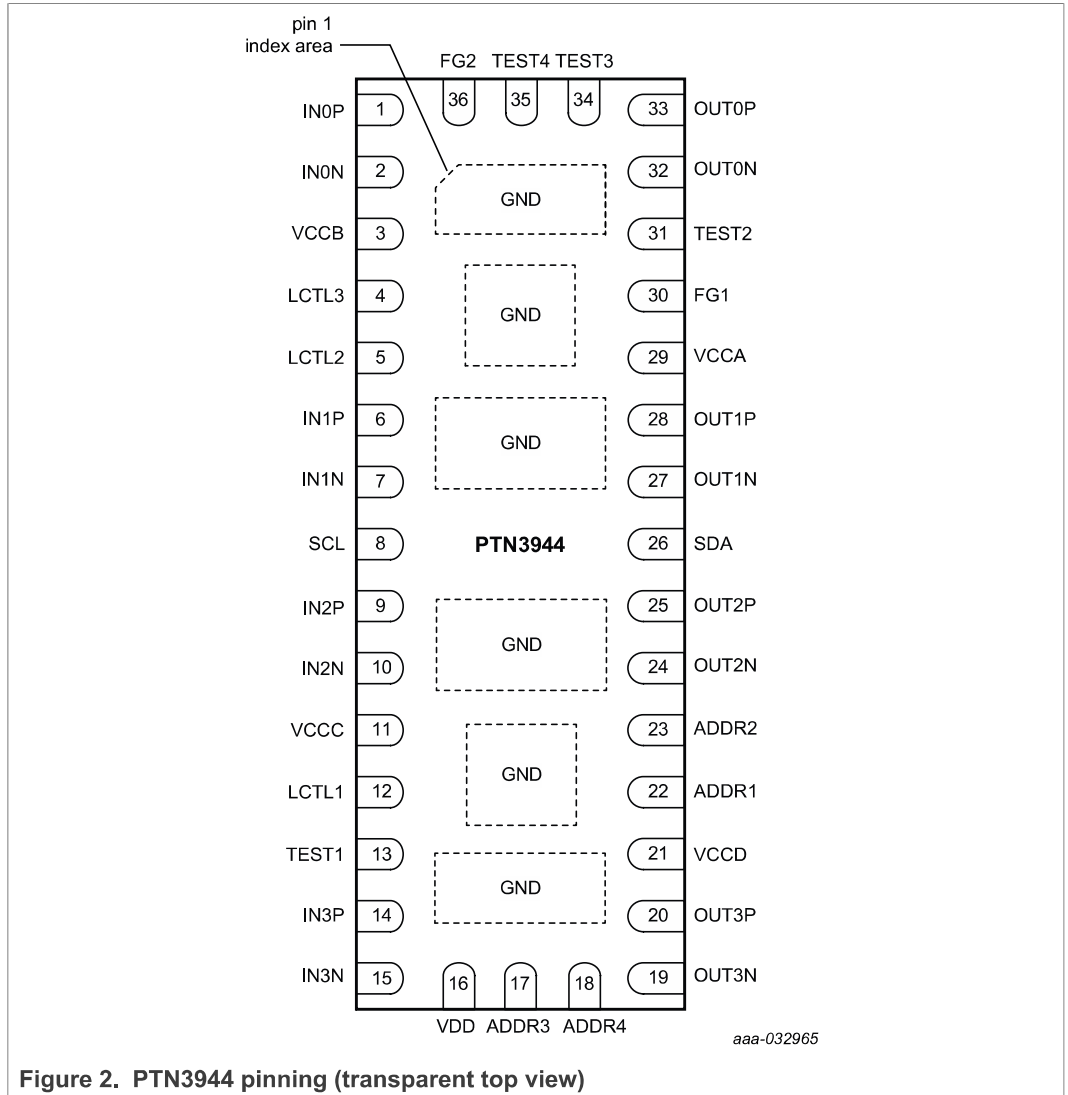 pin 1
index area
FG2 TEST4 TEST3
36 35 34
IN0P 1 33 OUT0P
IN0N 2 32 OUT0N
GND
VCCB 3 31 TEST2
LCTL3 4 30 FG1
GND
LCTL2 5 29 VCCA
IN1P 6 28 OUT1P
GND
IN1N 7 27 OUT1N
SCL 8 PTN3944 26 SDA
IN2P 9 25 OUT2P
GND
IN2N 10 24 OUT2N
VCCC 11 23 ADDR2
GND
LCTL1 12 22 ADDR1
TEST1 13 21 VCCD
GND
IN3P 14 20 OUT3P
IN3N 15 19 OUT3N
16 17 18
VDD ADDR3 ADDR4
aaa-032965
Figure 2. PTN3944 pinning (transparent top view)